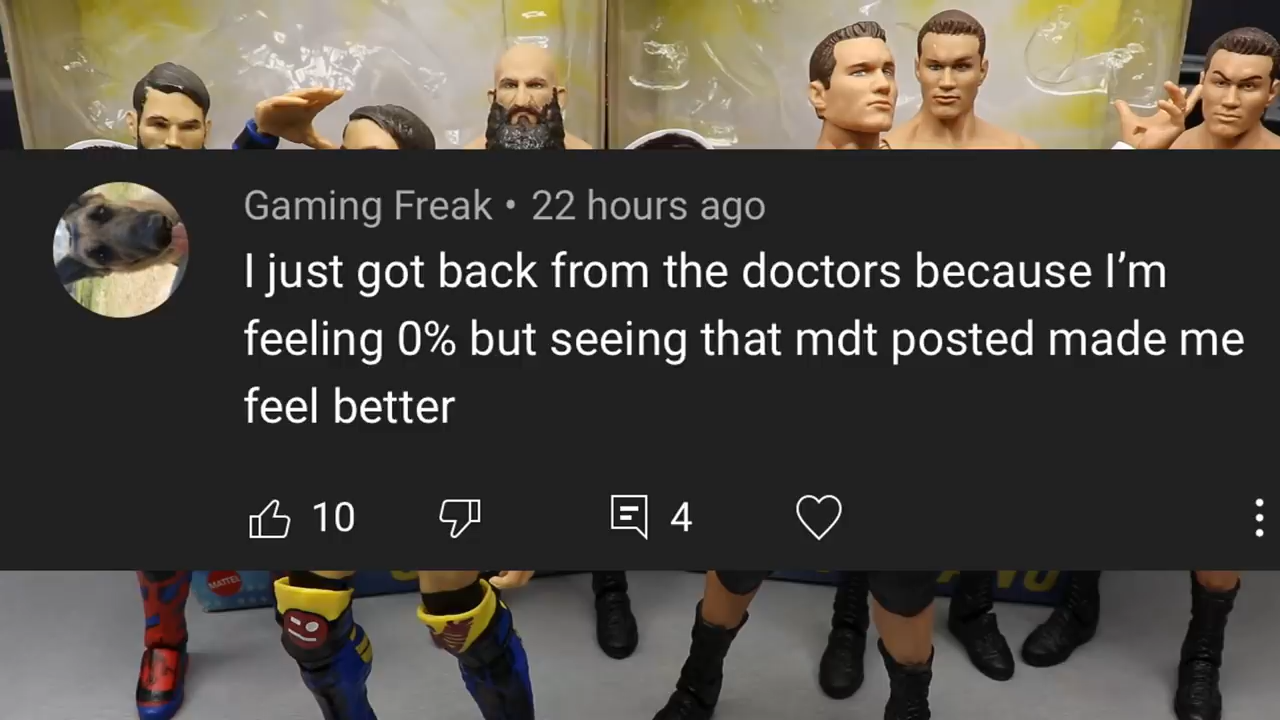 Gaming Freak • 22 hours ago
I just got back from the doctors because I’m
feeling 0% but seeing that mdt posted made me
feel better
10
4
MATTEL